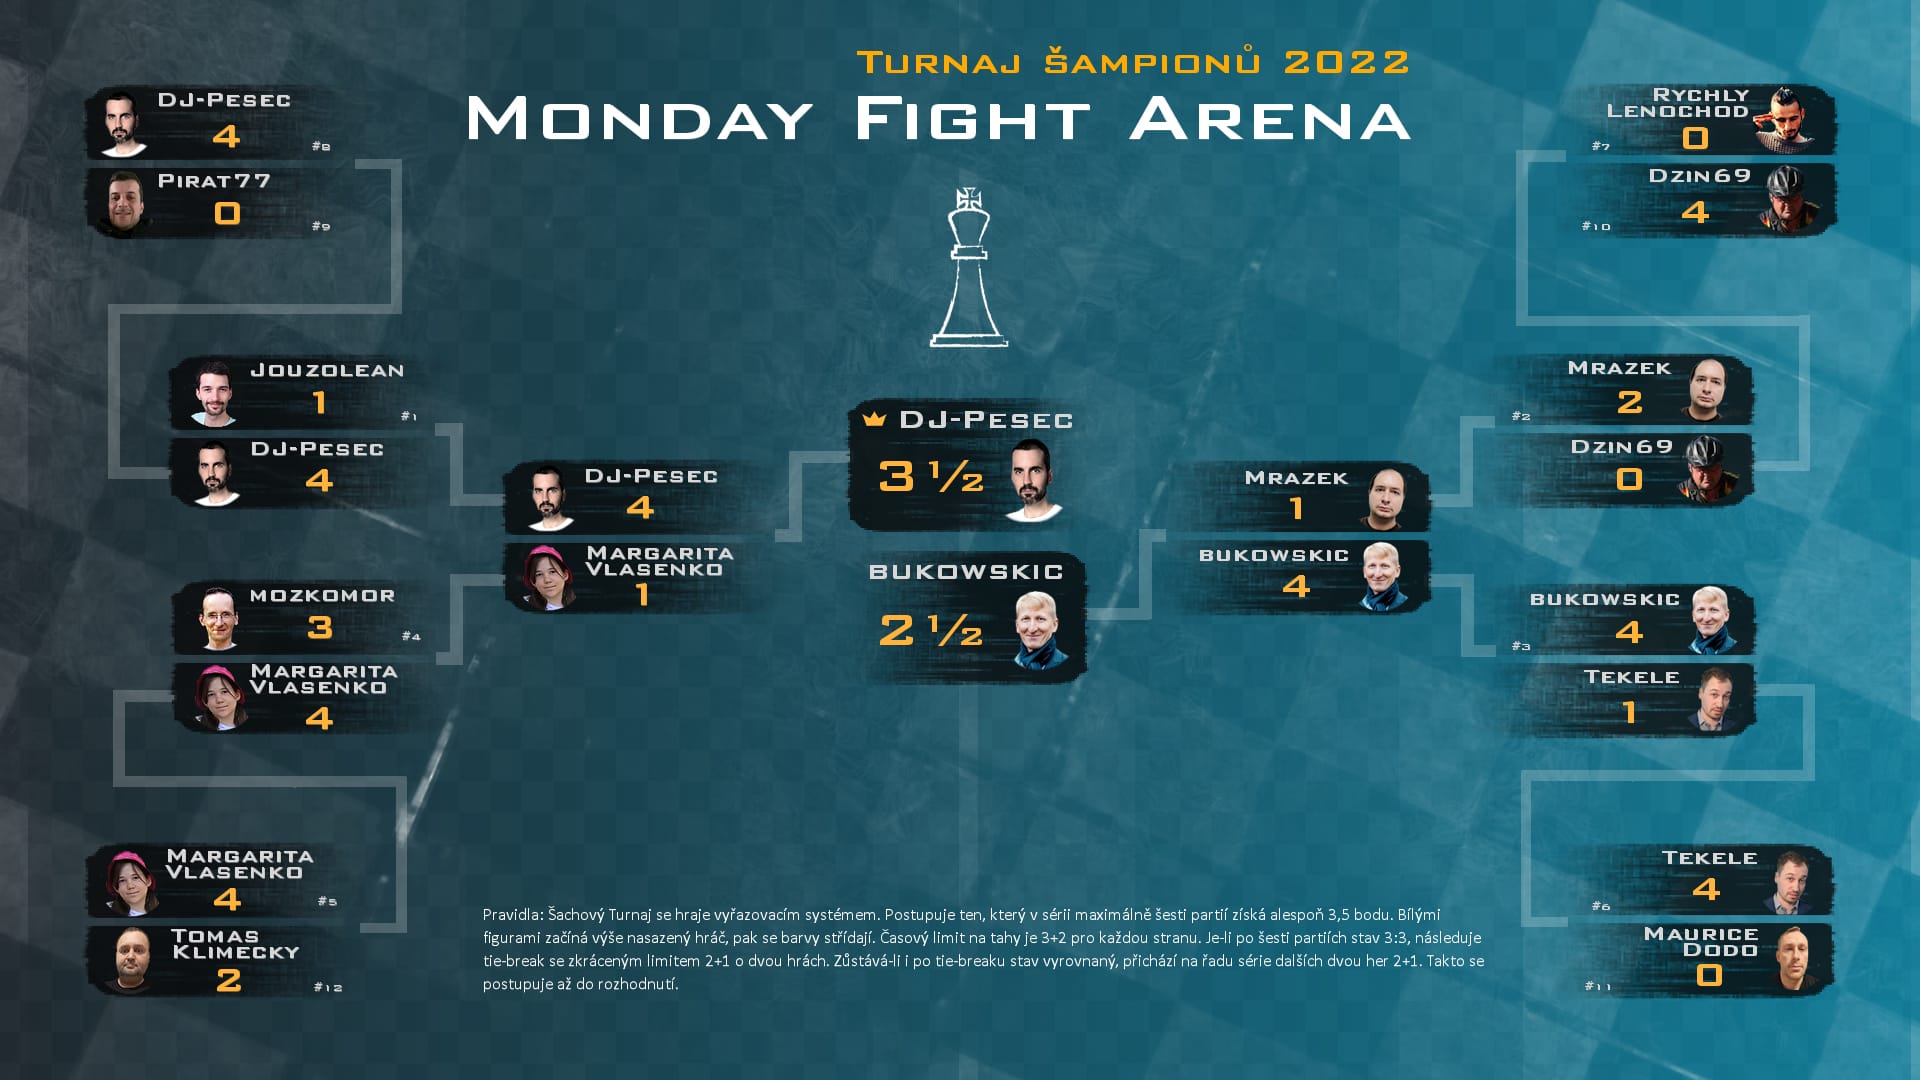 Turnaj šampionů 2022
Monday Fight Arena
DJ-Pesec
4
#8
Pirat77
0
#9
Jouzolean
1
#1
DJ-Pesec
4
mozkomor
3
#4
Margarita
Vlasenko
4
Margarita
Vlasenko
4
#5
Tomas
Klimecky
2
#12
DJ-Pesec
4
Margarita
Vlasenko
1
DJ-Pesec
3 ½
bukowskic
2 ½
Mrazek
1
bukowskic
4
Rychly
Lenochod
0
#7
Dzin69
4
#10
Mrazek
2
#2
Dzin69
0
bukowskic
4
#3
Tekele
1
Tekele
4
#6
Maurice
Dodo
0
#11
Pravidla: Šachový Turnaj se hraje vyřazovacím systémem. Postupuje ten, který v sérii maximálně šesti partií získá alespoň 3,5 bodu. Bílými
figurami začíná výše nasazený hráč, pak se barvy střídají. Časový limit na tahy je 3+2 pro každou stranu. Je-li po šesti partiích stav 3:3, následuje
tie-break se zkráceným limitem 2+1 o dvou hrách. Zůstává-li i po tie-breaku stav vyrovnaný, přichází na řadu série dalších dvou her 2+1. Takto se
postupuje až do rozhodnutí.